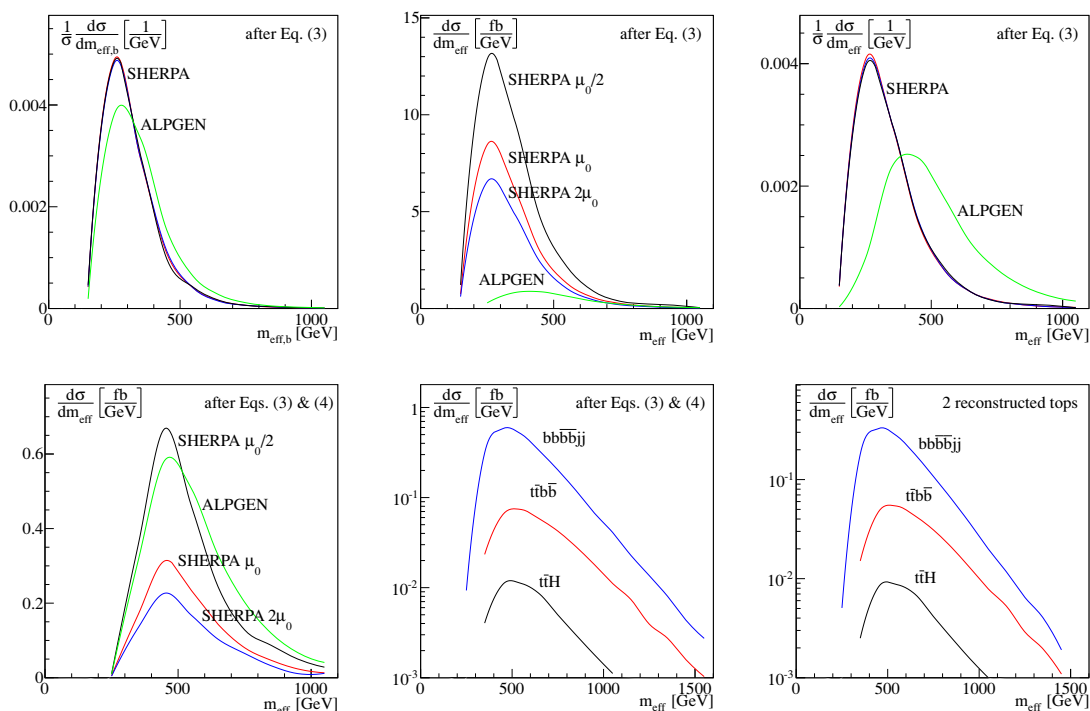 1/σ dσ/dm_eff,b [1/GeV]
after Eq. (3)
SHERPA
ALPGEN
0.004
0.002
0
0 500 1000
m_eff,b [GeV]
dσ/dm_eff [fb/GeV]
after Eq. (3)
SHERPA μ₀/2
SHERPA μ₀
SHERPA 2μ₀
ALPGEN
15
10
5
0
0 500 1000
m_eff [GeV]
1/σ dσ/dm_eff [1/GeV]
after Eq. (3)
SHERPA
ALPGEN
0.004
0.002
0
0 500 1000
m_eff [GeV]
dσ/dm_eff [fb/GeV]
after Eqs. (3) & (4)
SHERPA μ₀/2
ALPGEN
SHERPA μ₀
SHERPA 2μ₀
0.6
0.4
0.2
0
0 500 1000
m_eff [GeV]
dσ/dm_eff [fb/GeV]
after Eqs. (3) & (4)
bbb̄b̄jj
tt̄bb̄
tt̄H
1
10⁻¹
10⁻²
10⁻³
0 500 1000 1500
m_eff [GeV]
dσ/dm_eff [fb/GeV]
2 reconstructed tops
bbb̄b̄jj
tt̄bb̄
tt̄H
10⁻¹
10⁻²
10⁻³
0 500 1000 1500
m_eff [GeV]